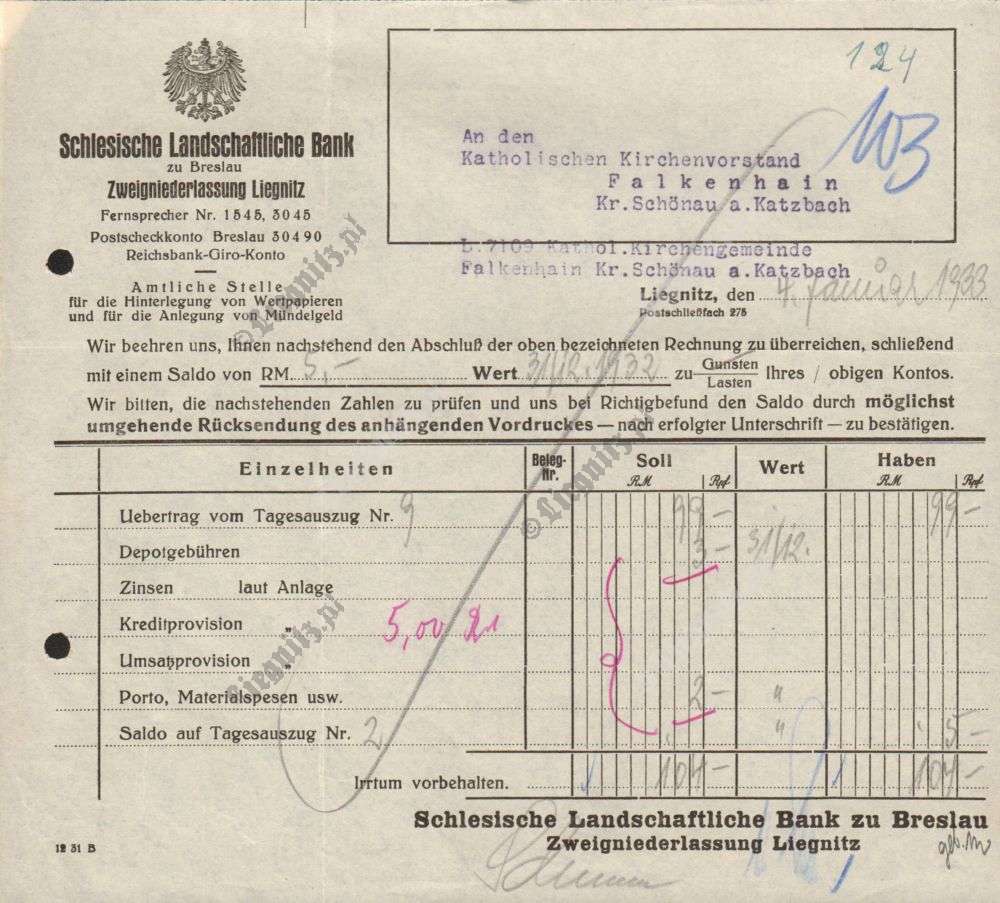 124
103
Schlesische Landschaftliche Bank
zu Breslau
Zweigniederlassung Liegnitz
Fernsprecher Nr. 1545, 3045
Postscheckkonto Breslau 30490
Reichsbank-Giro-Konto
Amtliche Stelle
für die Hinterlegung von Wertpapieren
und für die Anlegung von Mündelgeld
An den
Katholischen Kirchenvorstand
Falkenhain
Kr.Schönau a.Katzbach
L.7109 Kathol.Kirchengemeinde
Falkenhain Kr.Schönau a.Katzbach
Liegnitz, den 4. Januar 1933
Postschließfach 275
Wir beehren uns, Ihnen nachstehend den Abschluß der oben bezeichneten Rechnung zu überreichen, schließend
mit einem Saldo von RM. 5,- Wert 31/12. 1932 zu Gunsten / Lasten Ihres / obigen Kontos.
Wir bitten, die nachstehenden Zahlen zu prüfen und uns bei Richtigbefund den Saldo durch möglichst
umgehende Rücksendung des anhängenden Vordruckes — nach erfolgter Unterschrift — zu bestätigen.
Einzelheiten Beleg-Nr. Soll RM Rpf Wert Haben RM Rpf
Uebertrag vom Tagesauszug Nr. 9 99 - 99 -
Depotgebühren 3 - 31/12.
Zinsen laut Anlage
Kreditprovision „ 5,00
Umsatzprovision „
Porto, Materialspesen usw. 2 - "
Saldo auf Tagesauszug Nr. 2 " 5 -
Irrtum vorbehalten. 104 - 104 -
Schlesische Landschaftliche Bank zu Breslau
Zweigniederlassung Liegnitz
12 31 B
©Liegnitz.pl
©Liegnitz.pl
Liegnitz.pl